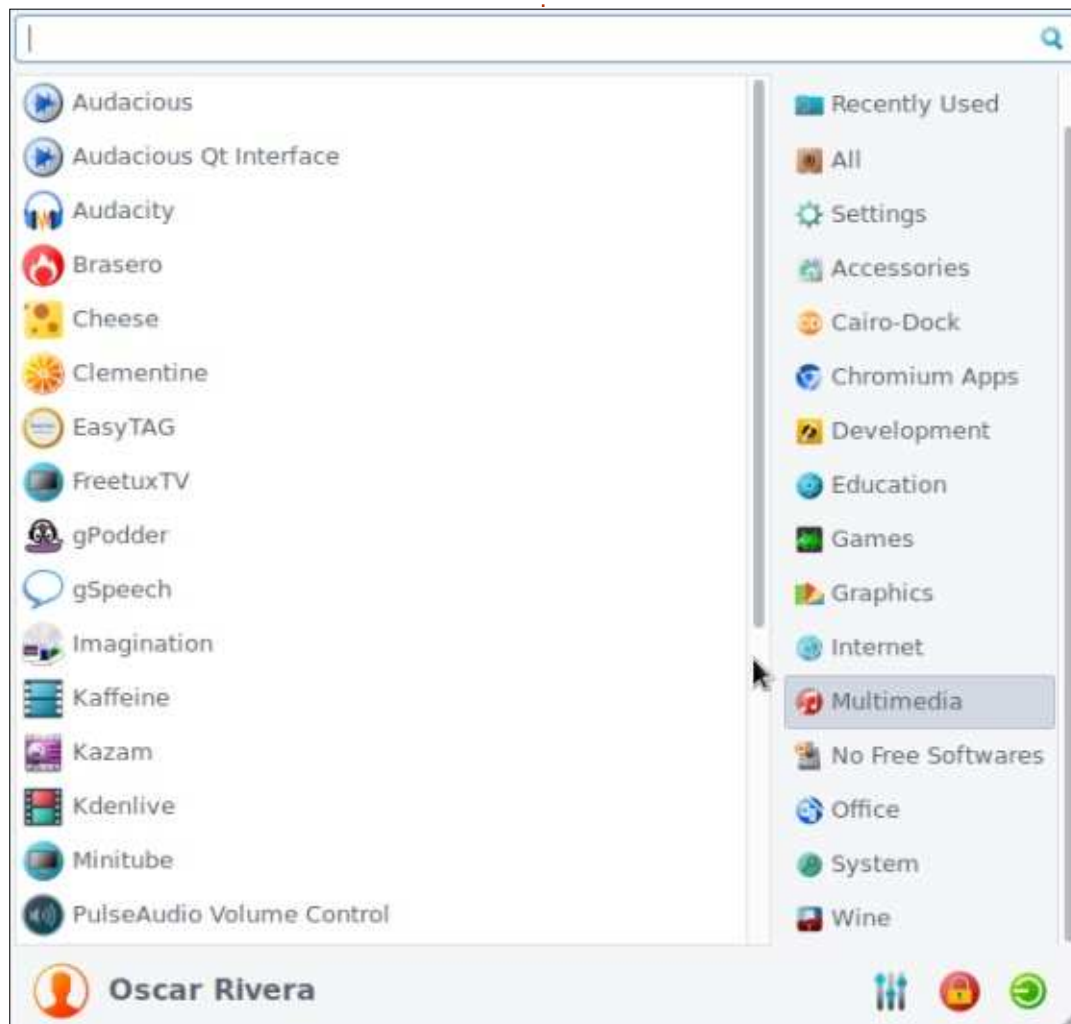 Audacious
Audacious Qt Interface
Audacity
Brasero
Cheese
Clementine
EasyTAG
FreetuxTV
gPodder
gSpeech
Imagination
Kaffeine
Kazam
Kdenlive
Minitube
PulseAudio Volume Control
Recently Used
All
Settings
Accessories
Cairo-Dock
Chromium Apps
Development
Education
Games
Graphics
Internet
Multimedia
No Free Softwares
Office
System
Wine
Oscar Rivera